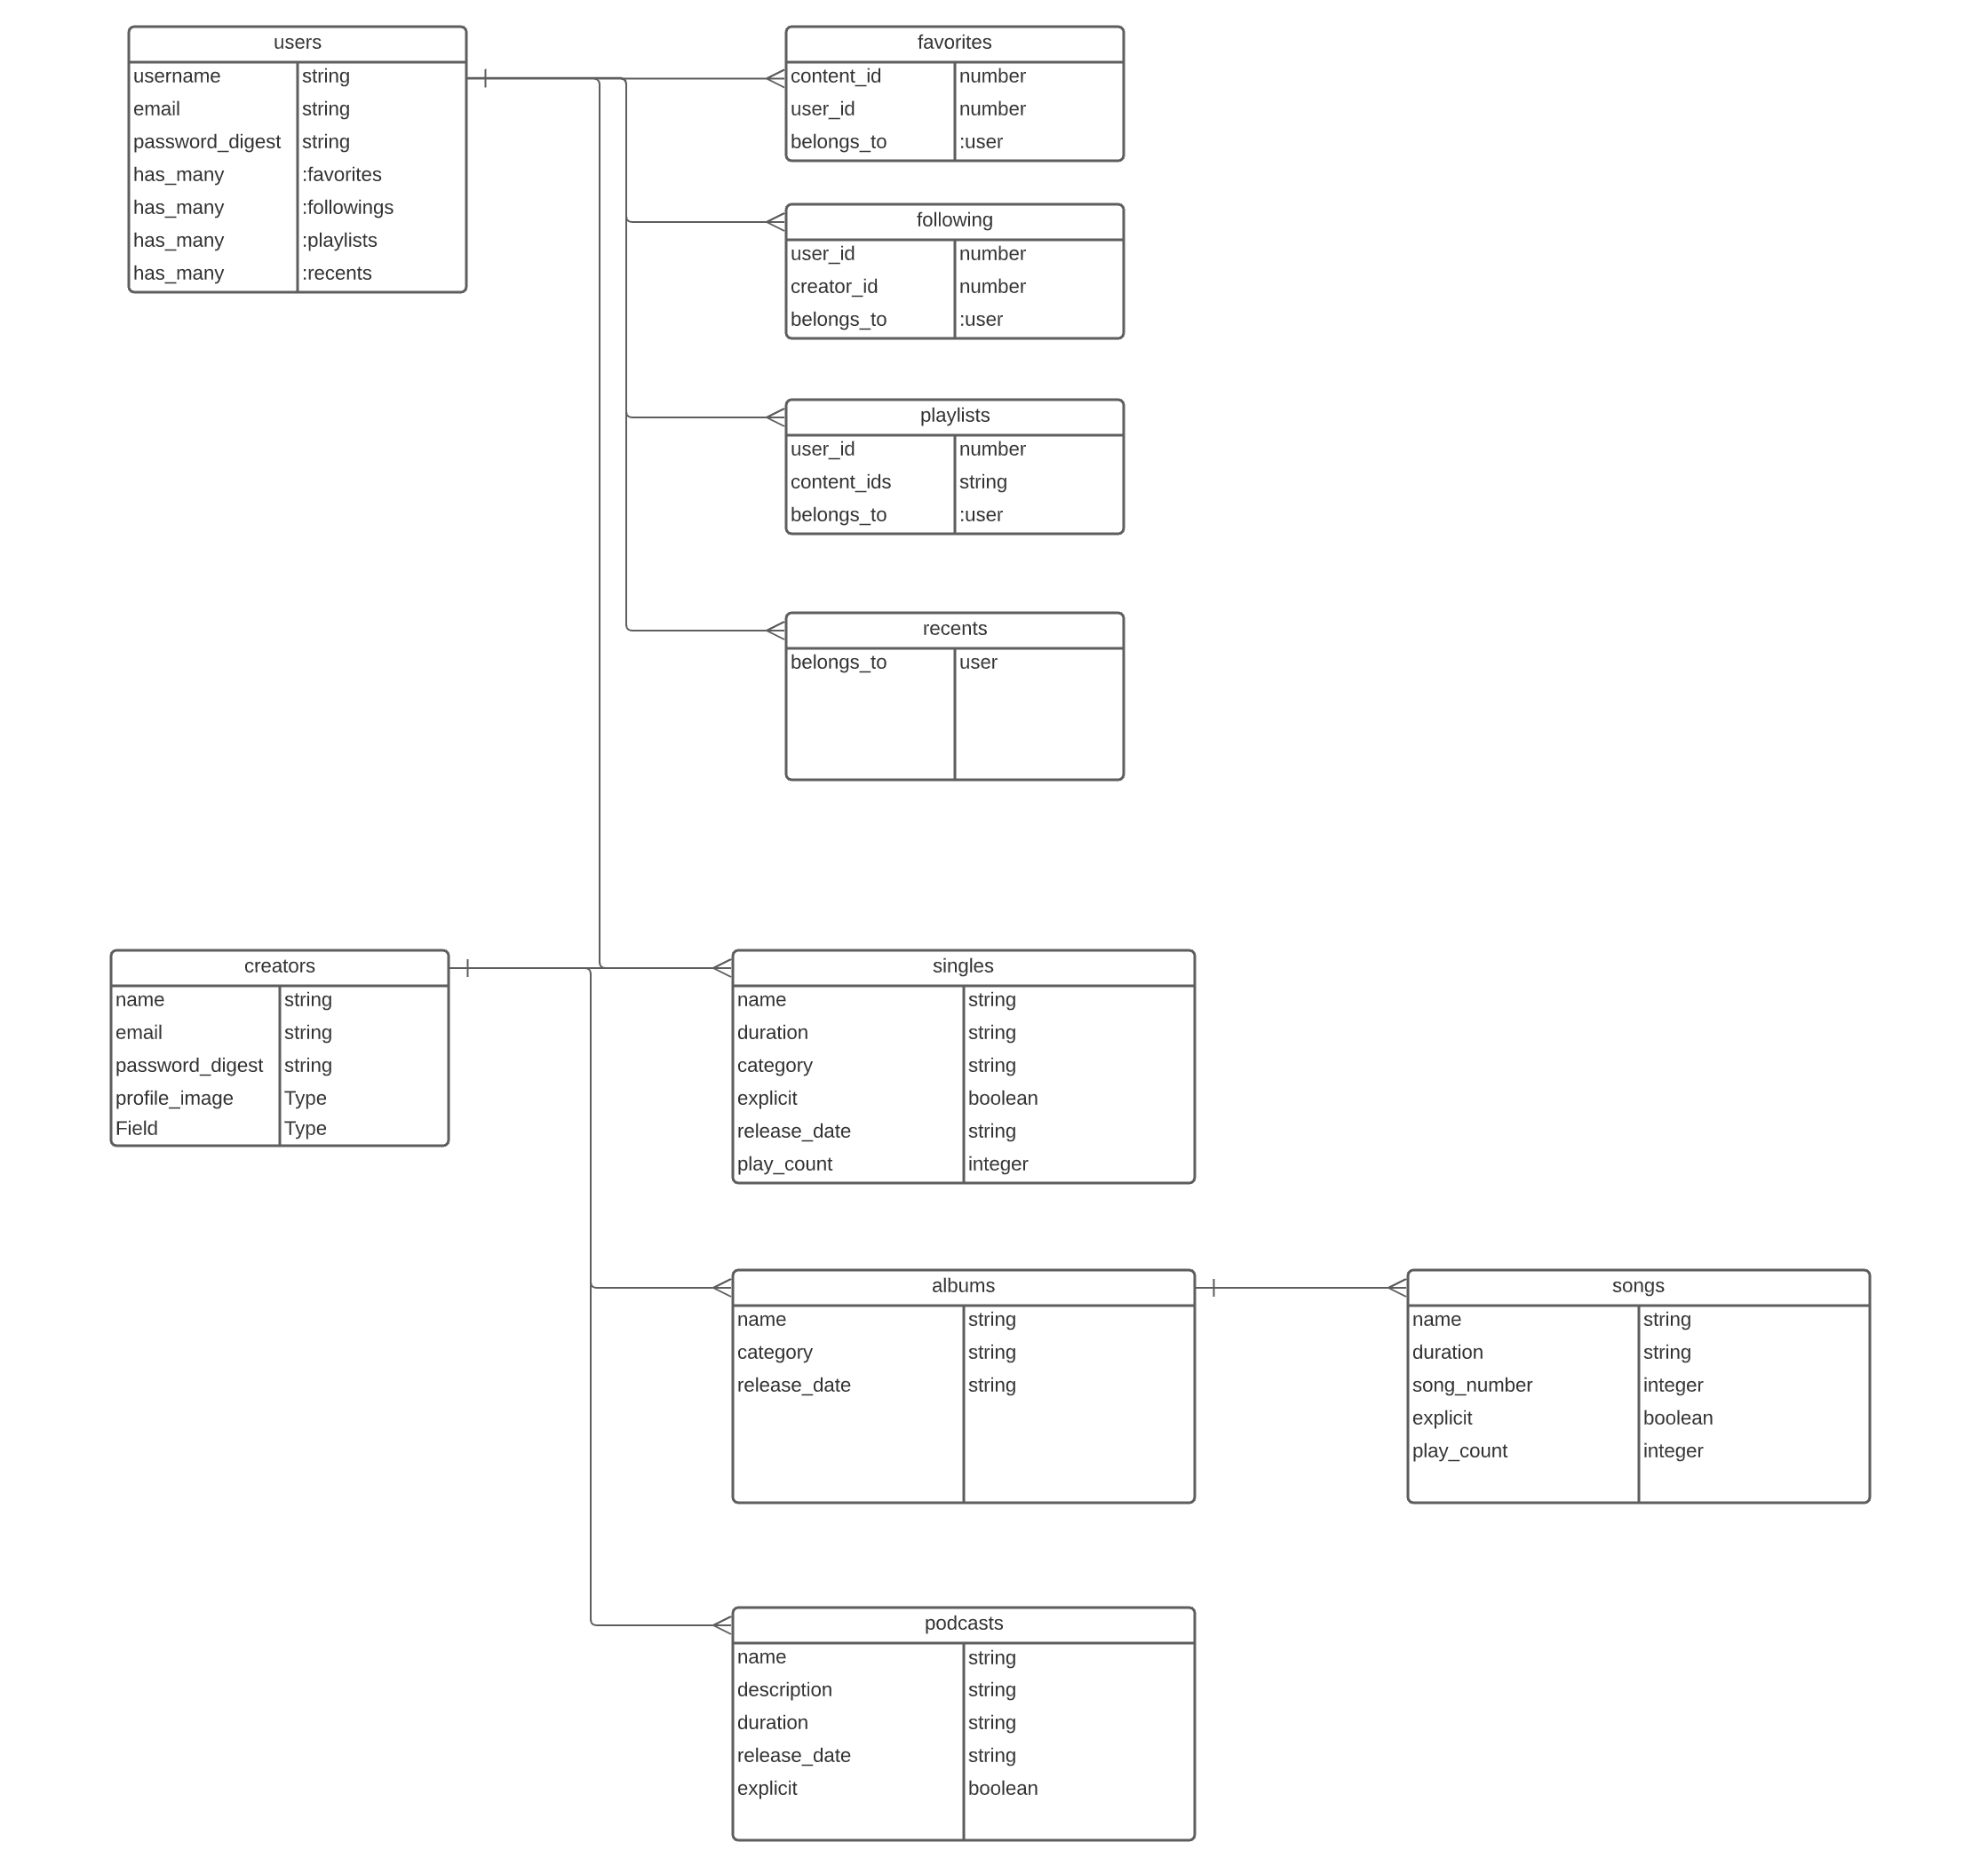 users
username string
email string
password_digest string
has_many :favorites
has_many :followings
has_many :playlists
has_many :recents
favorites
content_id number
user_id number
belongs_to :user
following
user_id number
creator_id number
belongs_to :user
playlists
user_id number
content_ids string
belongs_to :user
recents
belongs_to user
creators
name string
email string
password_digest string
profile_image Type
Field Type
singles
name string
duration string
category string
explicit boolean
release_date string
play_count integer
albums
name string
category string
release_date string
songs
name string
duration string
song_number integer
explicit boolean
play_count integer
podcasts
name string
description string
duration string
release_date string
explicit boolean